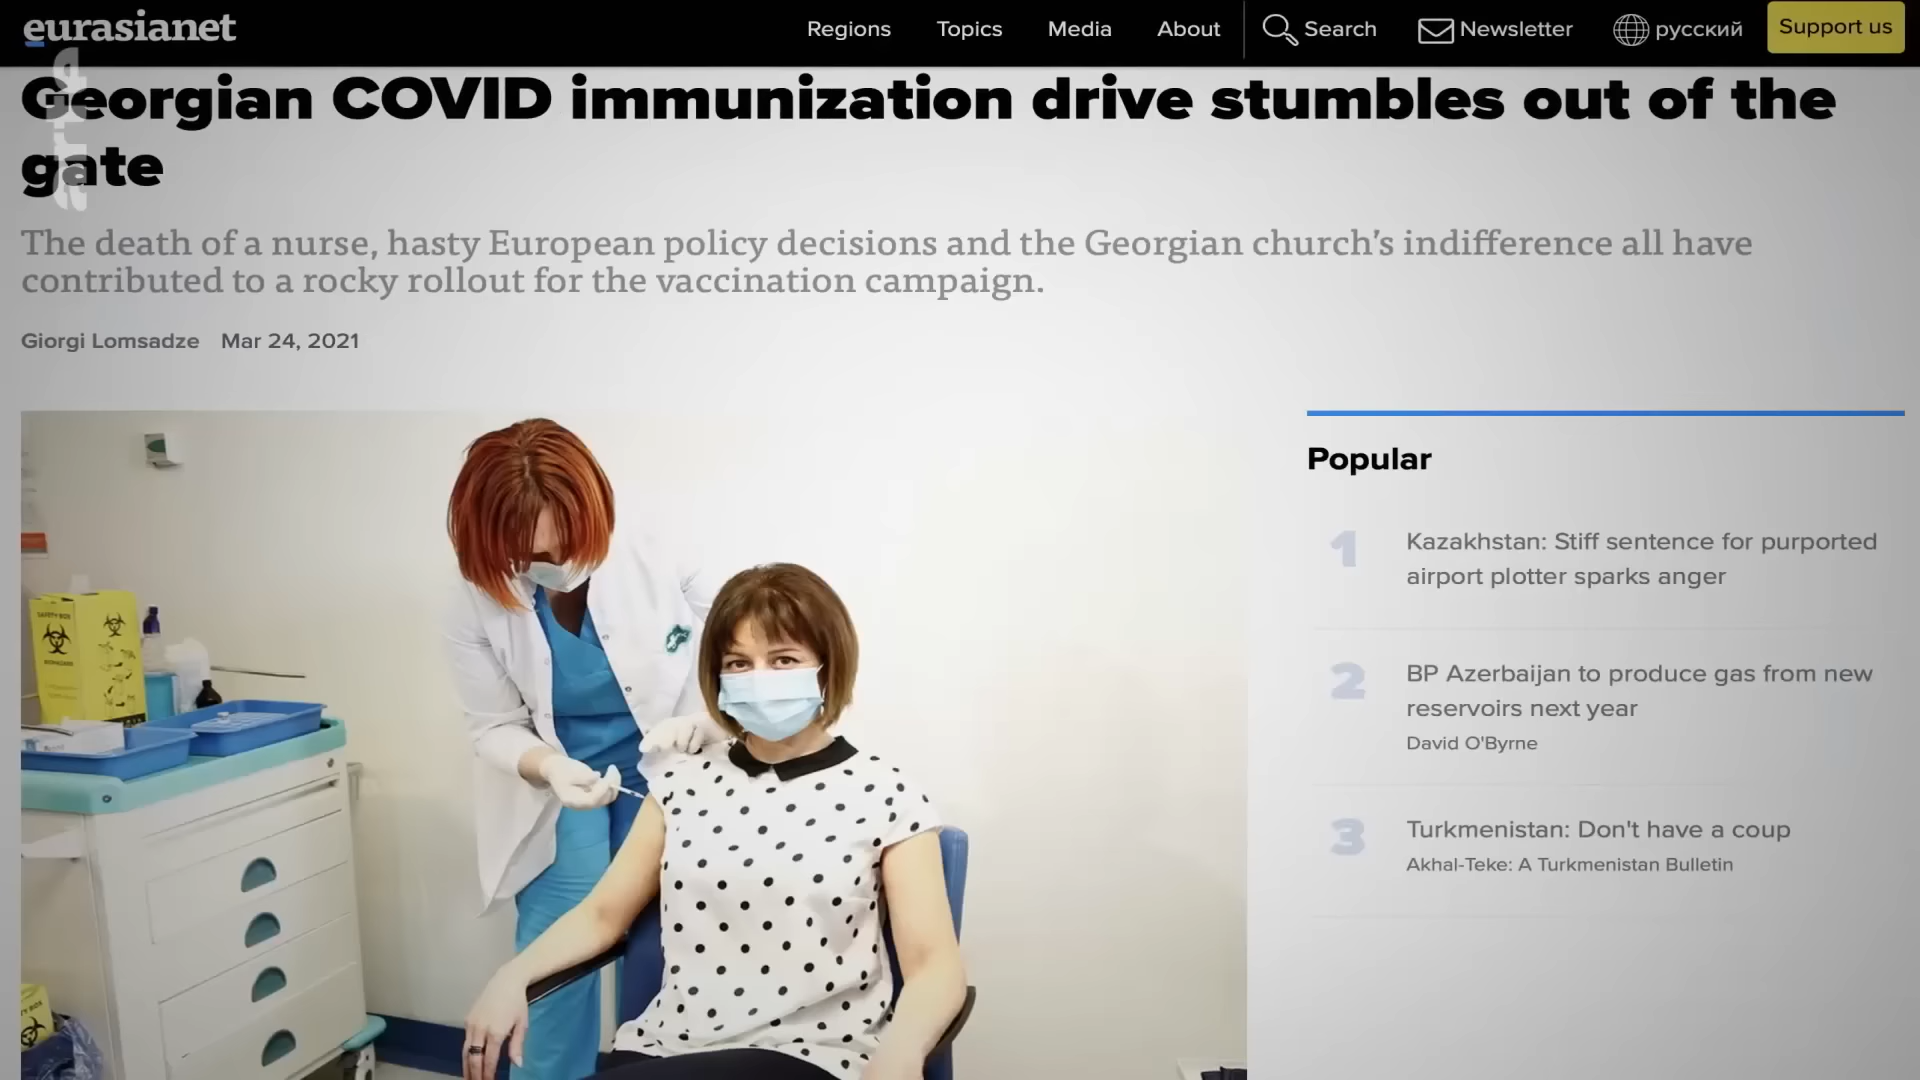 eurasianet
Regions Topics Media About Search Newsletter русский Support us
arte
Georgian COVID immunization drive stumbles out of the
gate
The death of a nurse, hasty European policy decisions and the Georgian church's indifference all have
contributed to a rocky rollout for the vaccination campaign.
Giorgi Lomsadze Mar 24, 2021
SAFETY BOX
BIOHAZARD
Popular
1 Kazakhstan: Stiff sentence for purported
airport plotter sparks anger
2 BP Azerbaijan to produce gas from new
reservoirs next year
David O'Byrne
3 Turkmenistan: Don't have a coup
Akhal-Teke: A Turkmenistan Bulletin